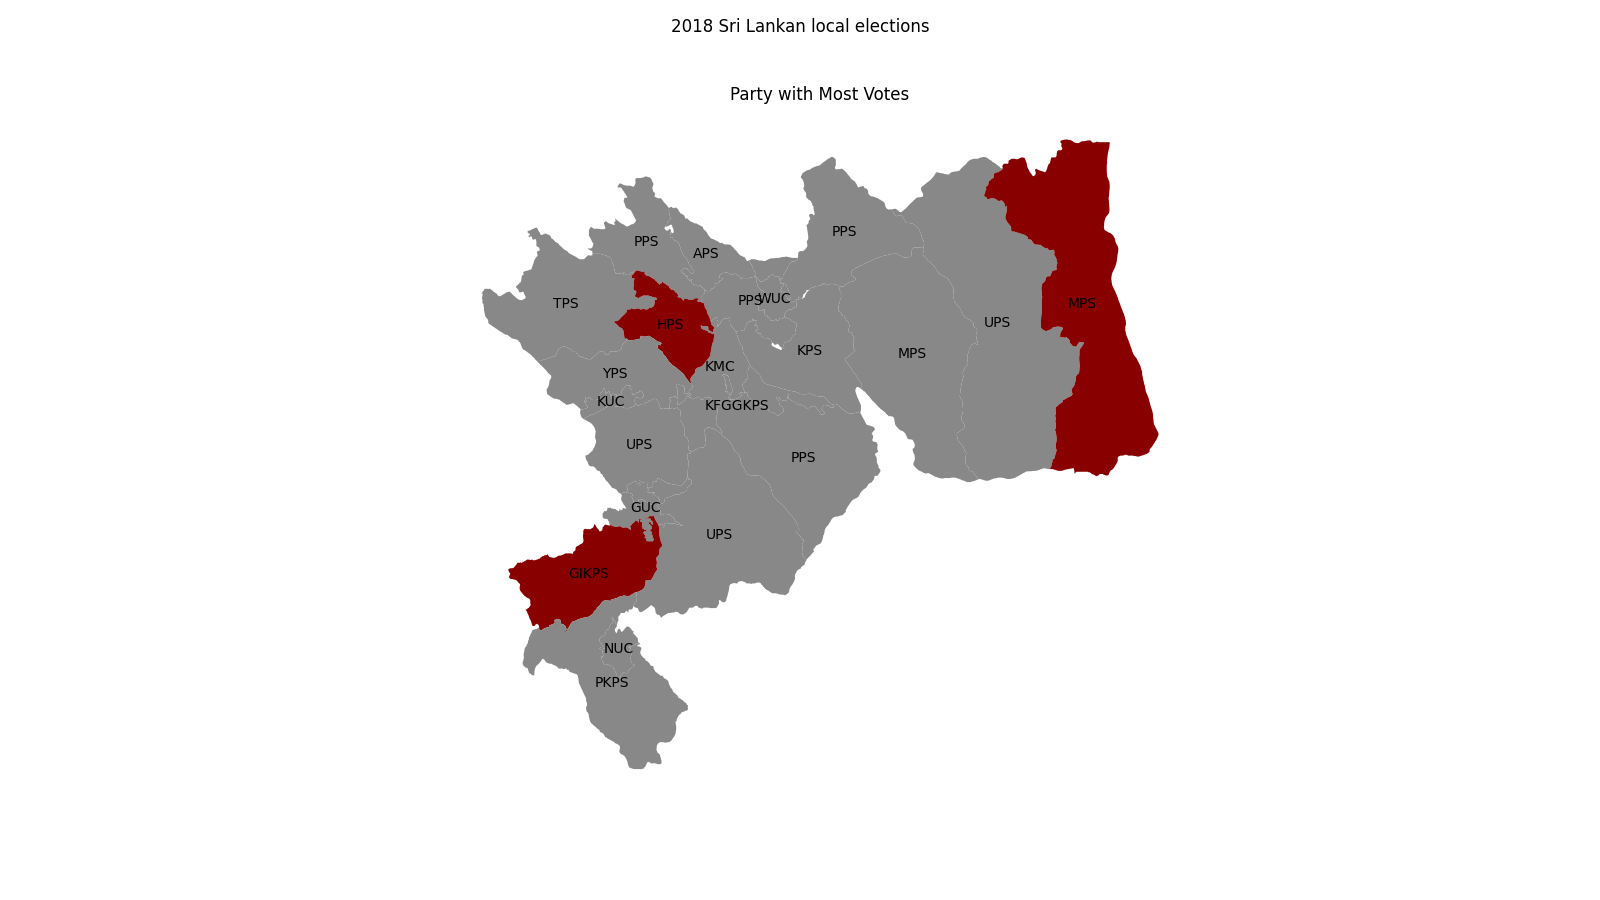 2018 Sri Lankan local elections
Party with Most Votes
PPS
PPS
APS
PPS
WUC
TPS
MPS
HPS
UPS
KPS
MPS
KMC
YPS
KUC
KFGGKPS
UPS
PPS
GUC
UPS
GIKPS
NUC
PKPS